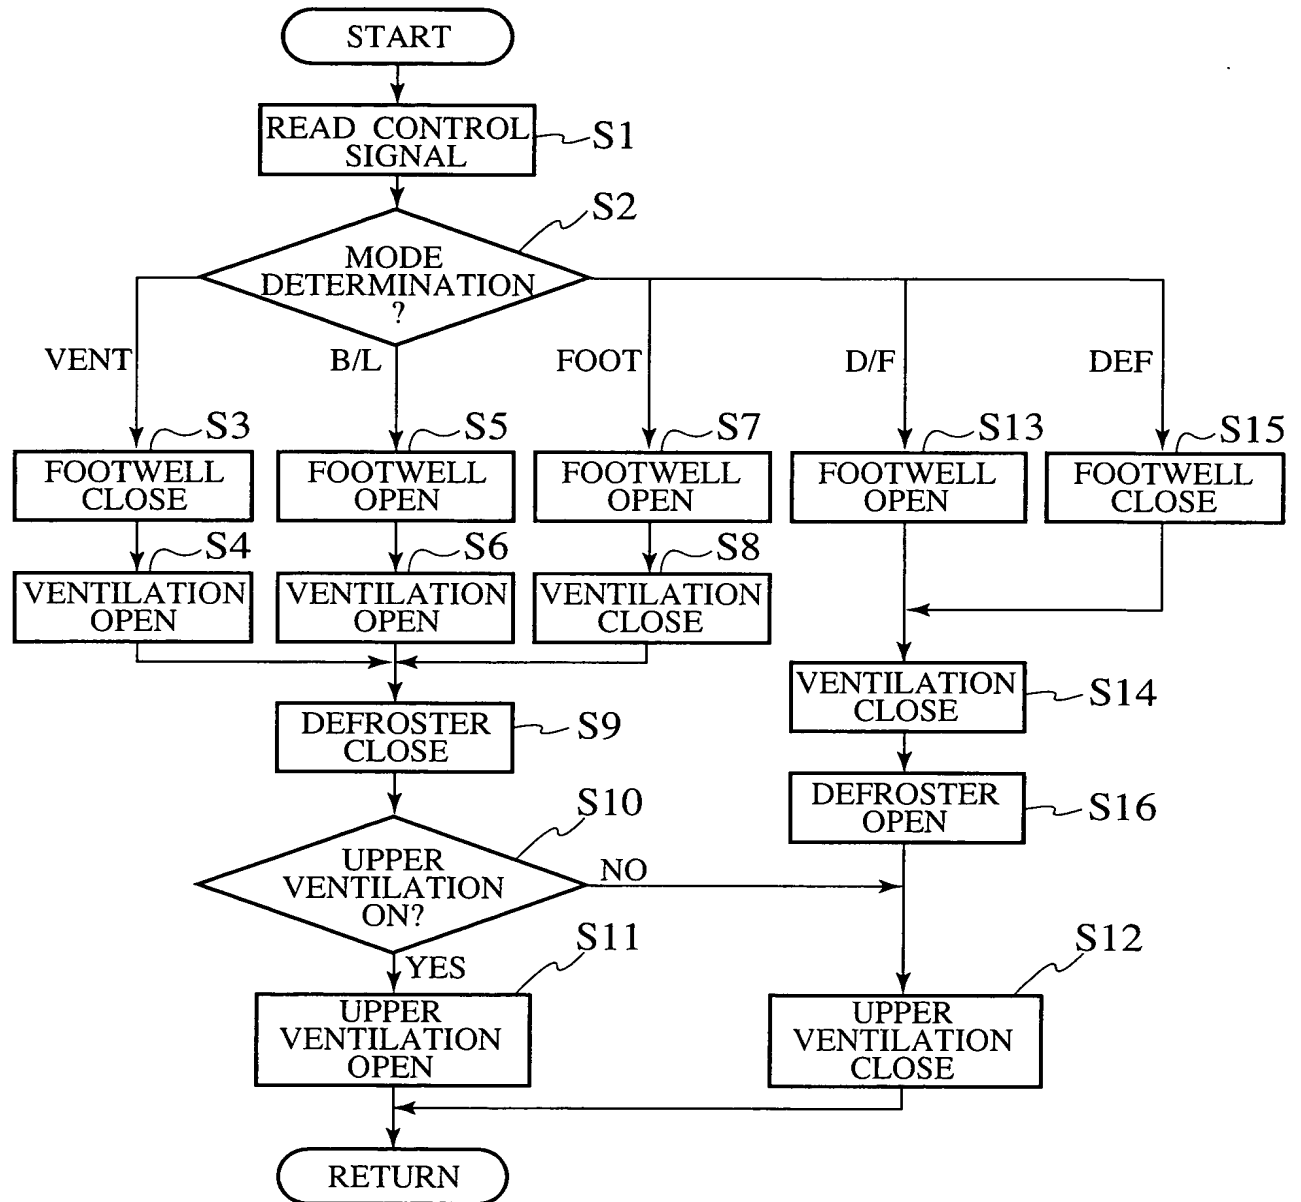 START
READ CONTROL
SIGNAL
S1
S2
MODE
DETERMINATION
?
VENT
B/L
FOOT
D/F
DEF
S3
S5
S7
S13
S15
FOOTWELL
CLOSE
FOOTWELL
OPEN
FOOTWELL
OPEN
FOOTWELL
OPEN
FOOTWELL
CLOSE
S4
S6
S8
VENTILATION
OPEN
VENTILATION
OPEN
VENTILATION
CLOSE
VENTILATION
CLOSE
S14
DEFROSTER
CLOSE
S9
DEFROSTER
OPEN
S16
S10
UPPER
VENTILATION
ON?
NO
YES
S11
S12
UPPER
VENTILATION
OPEN
UPPER
VENTILATION
CLOSE
RETURN